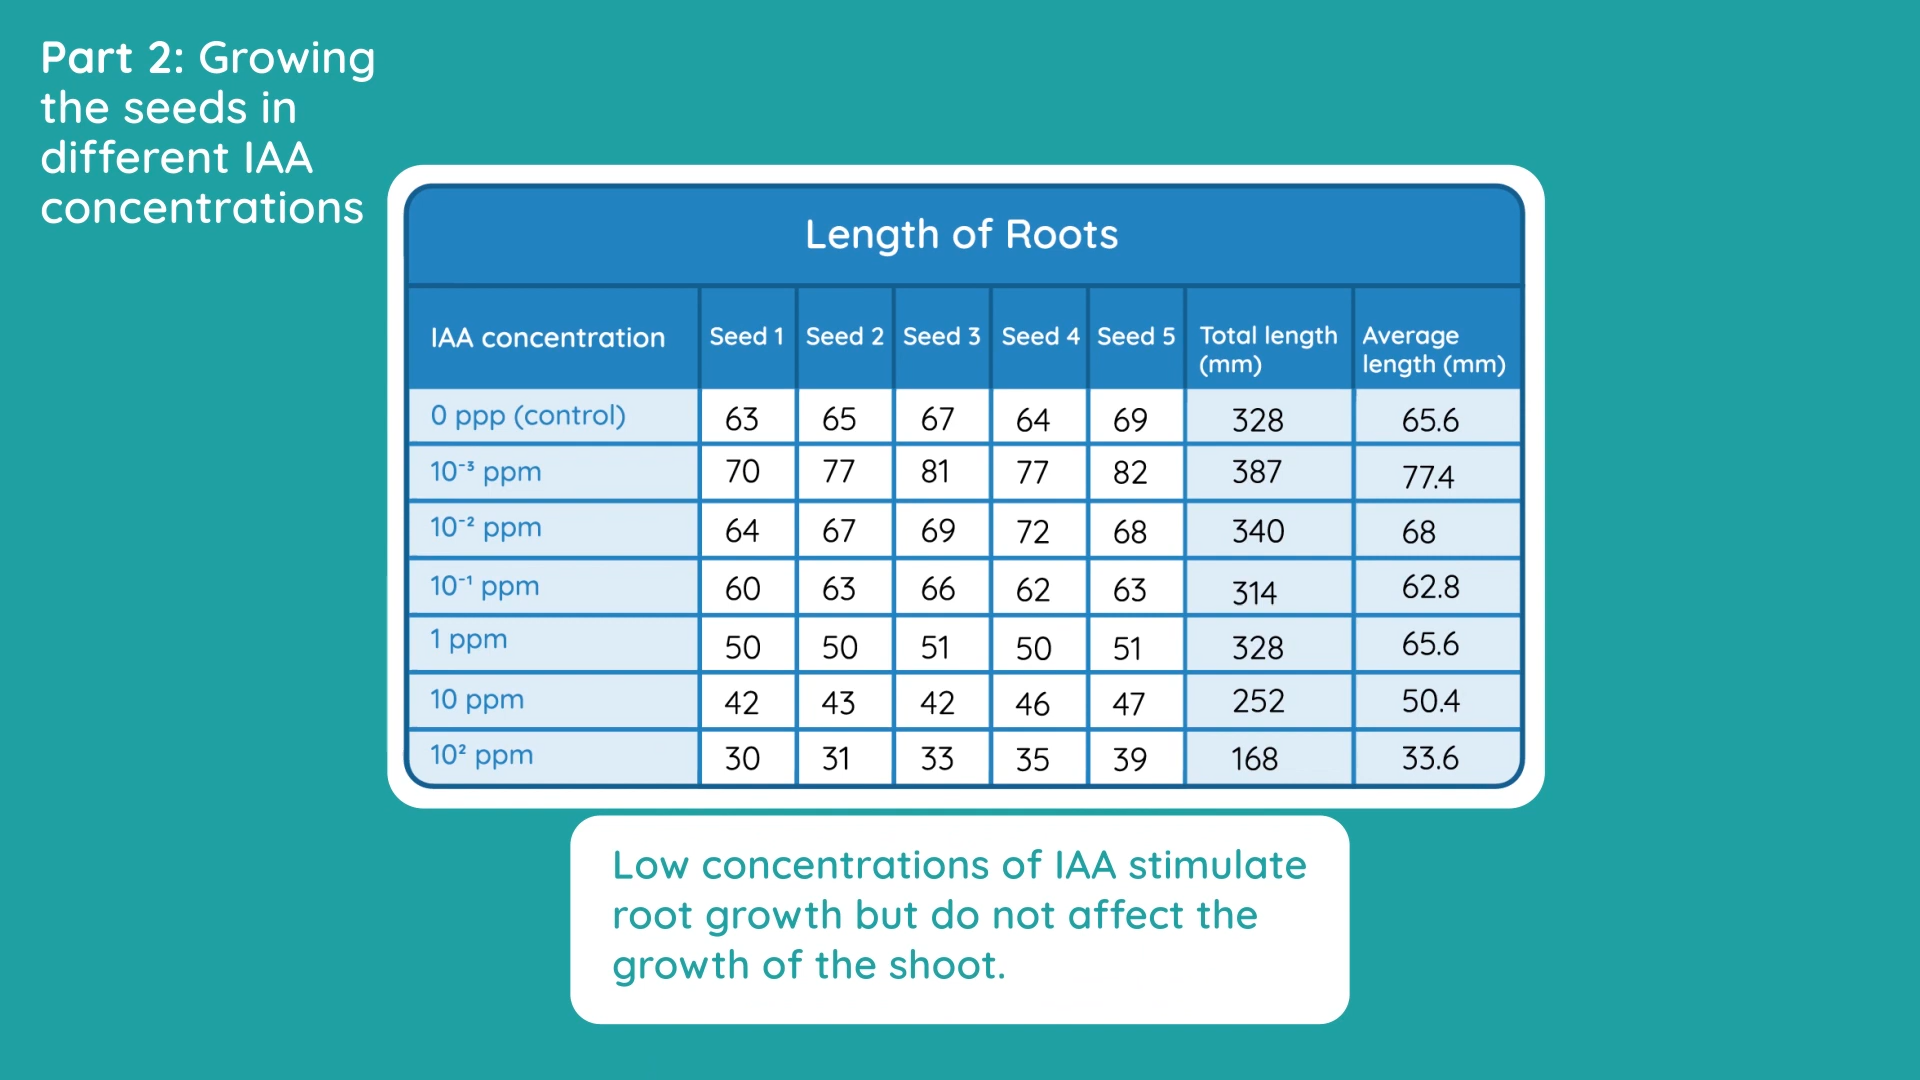 Part 2: Growing
the seeds in
different IAA
concentrations
Length of Roots
IAA concentration Seed 1 Seed 2 Seed 3 Seed 4 Seed 5 Total length (mm) Average length (mm)
0 ppp (control) 63 65 67 64 69 328 65.6
10⁻³ ppm 70 77 81 77 82 387 77.4
10⁻² ppm 64 67 69 72 68 340 68
10⁻¹ ppm 60 63 66 62 63 314 62.8
1 ppm 50 50 51 50 51 328 65.6
10 ppm 42 43 42 46 47 252 50.4
10² ppm 30 31 33 35 39 168 33.6
Low concentrations of IAA stimulate
root growth but do not affect the
growth of the shoot.